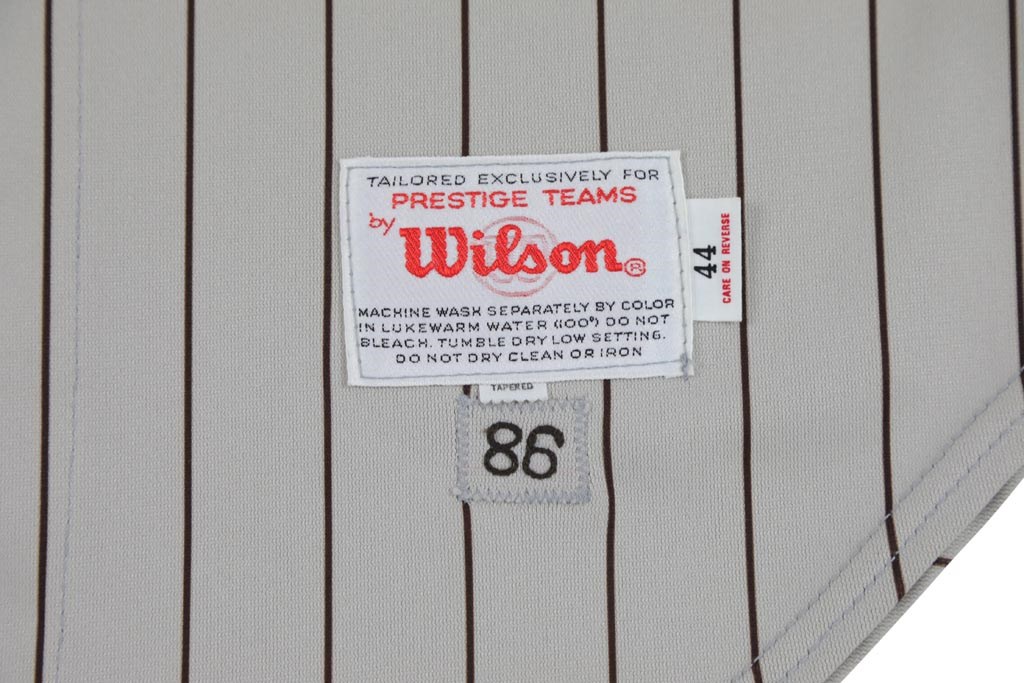 TAILORED EXCLUSIVELY FOR
PRESTIGE TEAMS
by
Wilson®
MACHINE WASH SEPARATELY BY COLOR
IN LUKEWARM WATER (100°) DO NOT
BLEACH. TUMBLE DRY LOW SETTING.
DO NOT DRY CLEAN OR IRON
44
CARE ON REVERSE
TAPERED
86